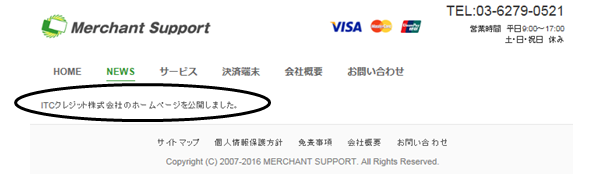 Merchant Support
VISA MasterCard UnionPay
TEL:03-6279-0521
営業時間 平日9:00～17:00
土・日・祝日 休み
HOME NEWS サービス 決済端末 会社概要 お問い合わせ
ITCクレジット株式会社のホームページを公開しました。
サイトマップ 個人情報保護方針 免責事項 会社概要 お問い合わせ
Copyright (C) 2007-2016 MERCHANT SUPPORT. All Rights Reserved.